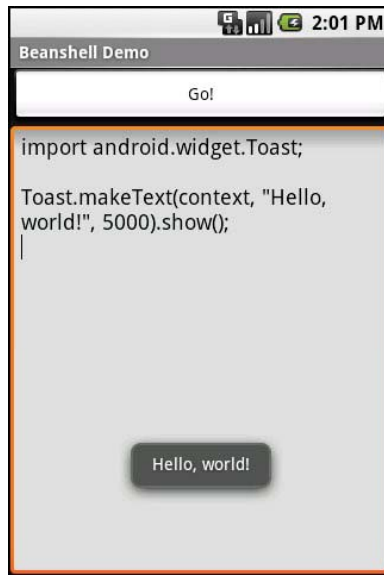 2:01 PM
Beanshell Demo
Go!
import android.widget.Toast;
Toast.makeText(context, "Hello,
world!", 5000).show();
Hello, world!